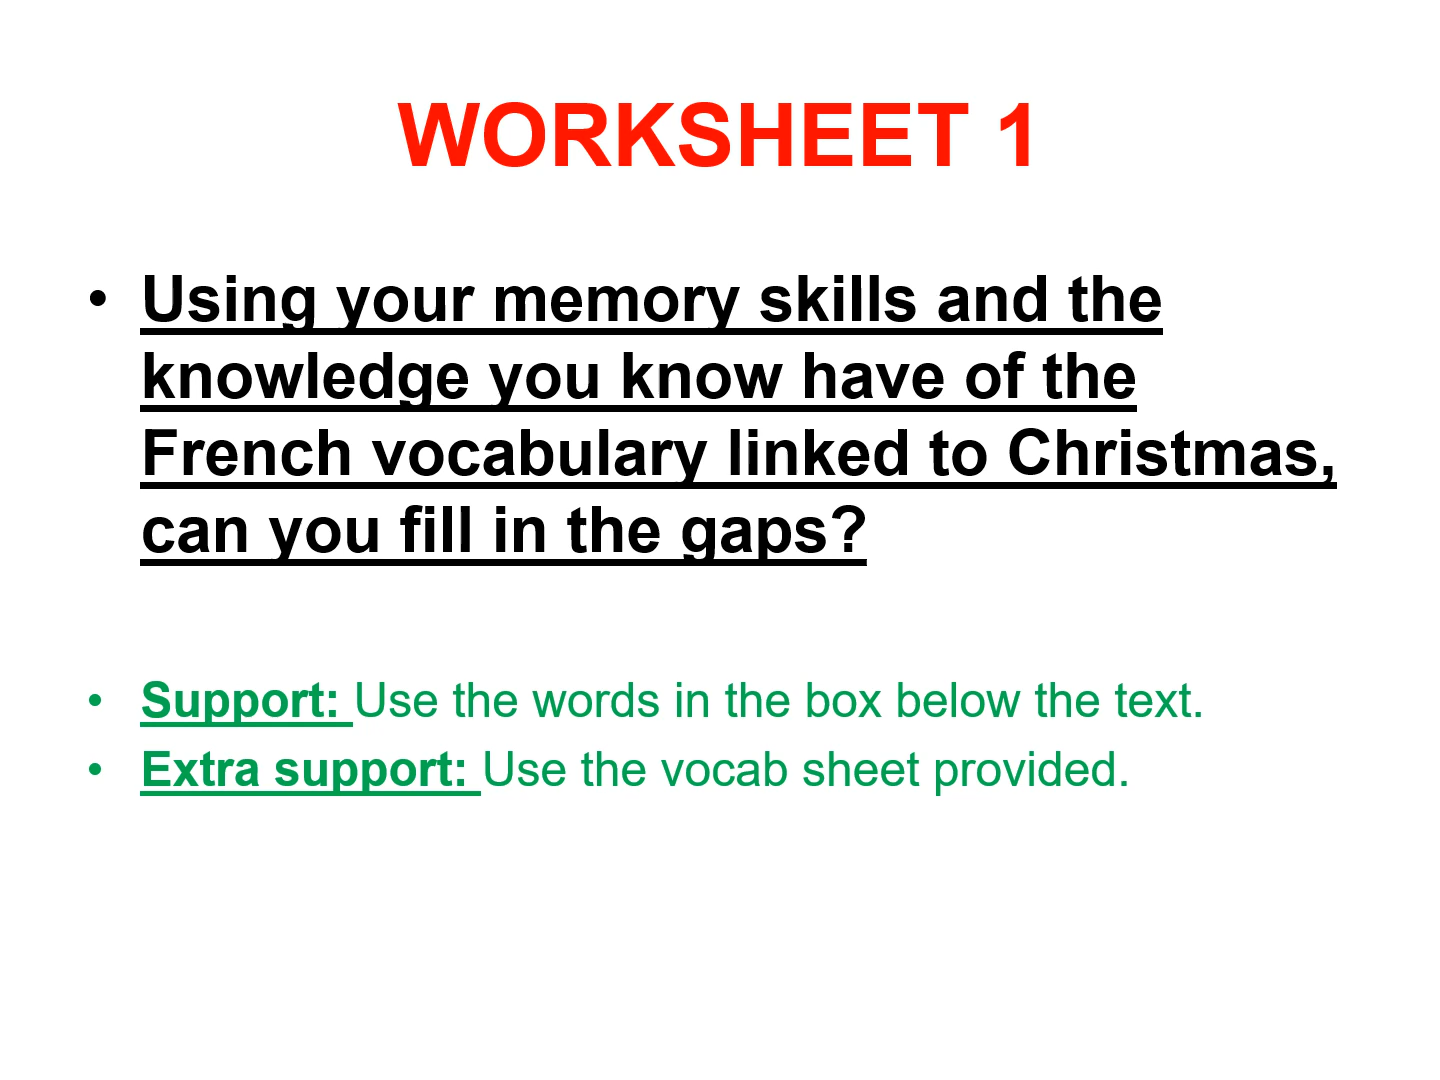 WORKSHEET 1
• Using your memory skills and the
knowledge you know have of the
French vocabulary linked to Christmas,
can you fill in the gaps?
• Support: Use the words in the box below the text.
• Extra support: Use the vocab sheet provided.